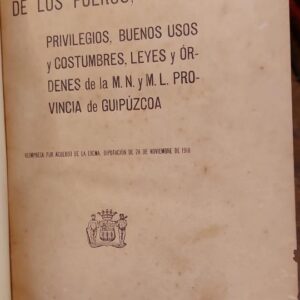 DE LOS FUEROS,
PRIVILEGIOS, BUENOS USOS
y COSTUMBRES, LEYES y ÓR-
DENES de la M. N. y M. L. PRO-
VINCIA de GUIPÚZCOA
REIMPRESA POR ACUERDO DE LA EXCMA. DIPUTACIÓN DE 28 DE NOVIEMBRE DE 1918